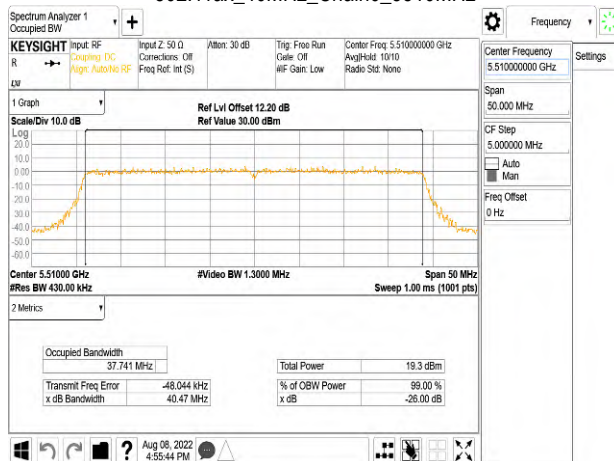 Spectrum Analyzer 1
Occupied BW
Frequency
KEYSIGHT
R
Input: RF
Coupling: DC
Align: Auto/No RF
Input Z: 50 Ω
Corrections: Off
Freq Ref: Int (S)
Atten: 30 dB
Trig: Free Run
Gate: Off
#IF Gain: Low
Center Freq: 5.510000000 GHz
Avg|Hold: 10/10
Radio Std: None
Center Frequency
5.510000000 GHz
Settings
Span
50.000 MHz
CF Step
5.000000 MHz
Auto
Man
Freq Offset
0 Hz
1 Graph
Scale/Div 10.0 dB
Ref Lvl Offset 12.20 dB
Ref Value 30.00 dBm
Log
20.0
10.0
0.00
-10.0
-20.0
-30.0
-40.0
-50.0
-60.0
Center 5.51000 GHz
#Video BW 1.3000 MHz
Span 50 MHz
#Res BW 430.00 kHz
Sweep 1.00 ms (1001 pts)
2 Metrics
Occupied Bandwidth
37.741 MHz
Total Power 19.3 dBm
Transmit Freq Error -48.044 kHz
% of OBW Power 99.00 %
x dB Bandwidth 40.47 MHz
x dB -26.00 dB
Aug 08, 2022
4:55:44 PM